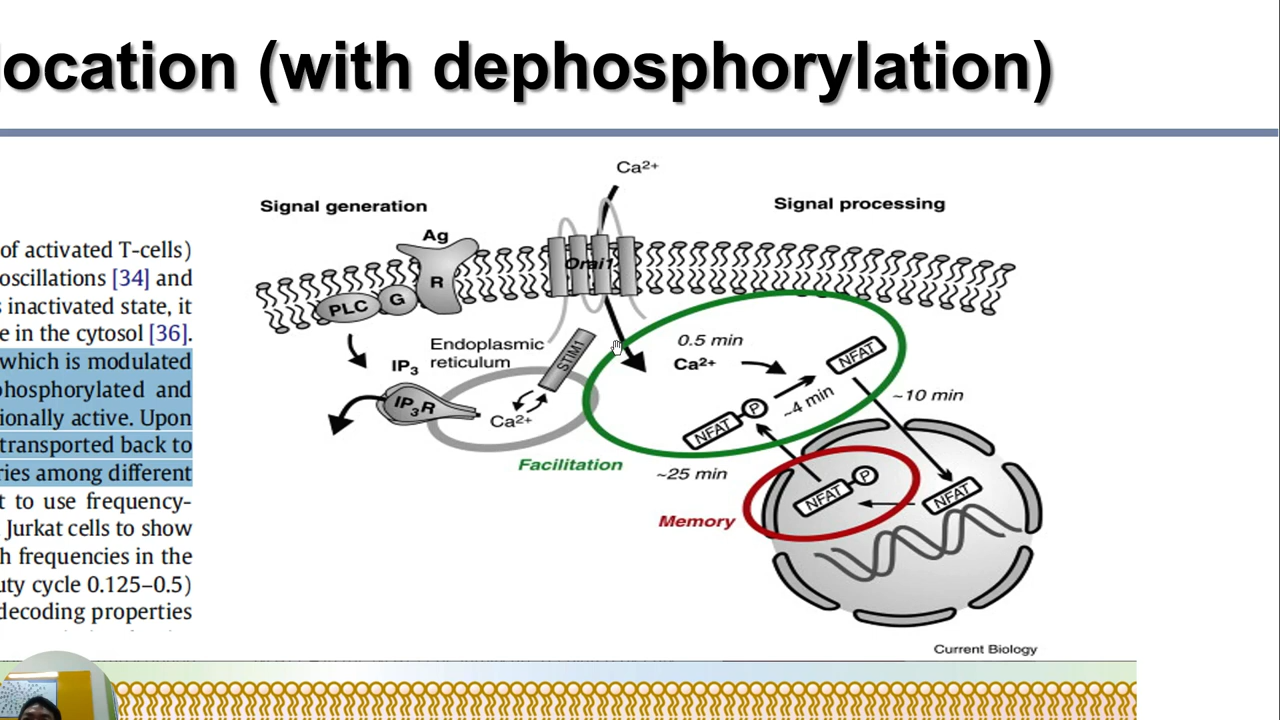 location (with dephosphorylation)
of activated T-cells)
oscillations [34] and
s inactivated state, it
e in the cytosol [36].
which is modulated
phosphorylated and
ionally active. Upon
transported back to
ries among different
t to use frequency-
Jurkat cells to show
h frequencies in the
uty cycle 0.125–0.5)
decoding properties
Signal generation
Ca²⁺
Signal processing
Ag
R
G
PLC
Orai1
IP₃
Endoplasmic
reticulum
STIM1
IP₃R
Ca²⁺
Facilitation
0.5 min
Ca²⁺
NFAT
~4 min
NFAT P
~10 min
~25 min
Memory
NFAT P
NFAT
Current Biology